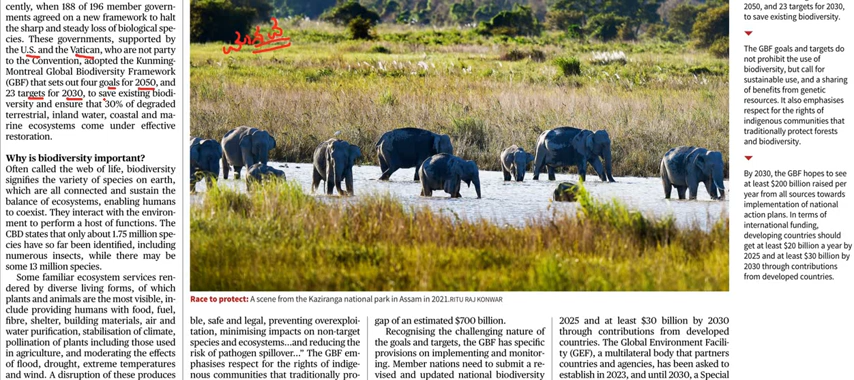 cently, when 188 of 196 member govern-
ments agreed on a new framework to halt
the sharp and steady loss of biological spe-
cies. These governments, supported by
the U.S. and the Vatican, who are not party
to the Convention, adopted the Kunming-
Montreal Global Biodiversity Framework
(GBF) that sets out four goals for 2050, and
23 targets for 2030, to save existing biodi-
versity and ensure that 30% of degraded
terrestrial, inland water, coastal and ma-
rine ecosystems come under effective
restoration.
Why is biodiversity important?
Often called the web of life, biodiversity
signifies the variety of species on earth,
which are all connected and sustain the
balance of ecosystems, enabling humans
to coexist. They interact with the environ-
ment to perform a host of functions. The
CBD states that only about 1.75 million spe-
cies have so far been identified, including
numerous insects, while there may be
some 13 million species.
Some familiar ecosystem services ren-
dered by diverse living forms, of which
plants and animals are the most visible, in-
clude providing humans with food, fuel,
fibre, shelter, building materials, air and
water purification, stabilisation of climate,
pollination of plants including those used
in agriculture, and moderating the effects
of flood, drought, extreme temperatures
and wind. A disruption of these produces
Race to protect: A scene from the Kaziranga national park in Assam in 2021.RITU RAJ KONWAR
ble, safe and legal, preventing overexploi-
tation, minimising impacts on non-target
species and ecosystems...and reducing the
risk of pathogen spillover...” The GBF em-
phasises respect for the rights of indige-
nous communities that traditionally pro-
gap of an estimated $700 billion.
Recognising the challenging nature of
the goals and targets, the GBF has specific
provisions on implementing and monitor-
ing. Member nations need to submit a re-
vised and updated national biodiversity
2025 and at least $30 billion by 2030
through contributions from developed
countries. The Global Environment Facili-
ty (GEF), a multilateral body that partners
countries and agencies, has been asked to
establish in 2023, and until 2030, a Special
2050, and 23 targets for 2030,
to save existing biodiversity.
The GBF goals and targets do
not prohibit the use of
biodiversity, but call for
sustainable use, and a sharing
of benefits from genetic
resources. It also emphasises
respect for the rights of
indigenous communities that
traditionally protect forests
and biodiversity.
By 2030, the GBF hopes to see
at least $200 billion raised per
year from all sources towards
implementation of national
action plans. In terms of
international funding,
developing countries should
get at least $20 billion a year by
2025 and at least $30 billion by
2030 through contributions
from developed countries.